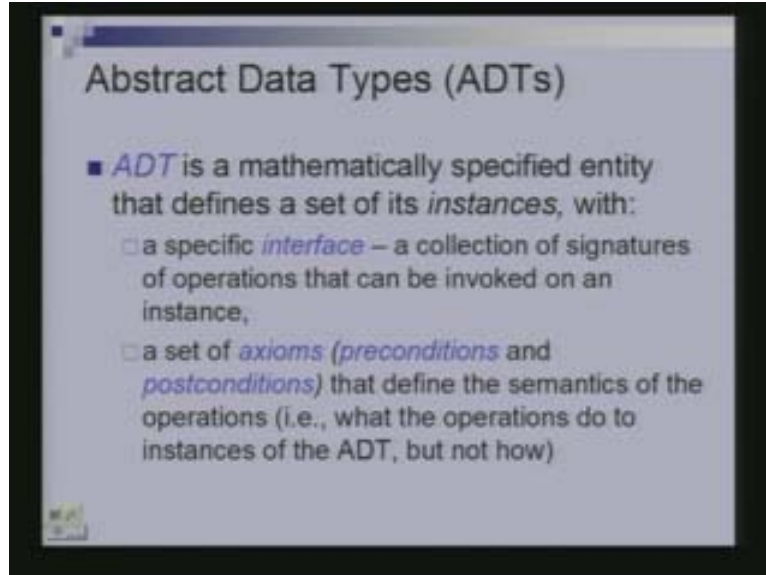 Abstract Data Types (ADTs)
ADT is a mathematically specified entity
that defines a set of its instances, with:
a specific interface – a collection of signatures
of operations that can be invoked on an
instance,
a set of axioms (preconditions and
postconditions) that define the semantics of the
operations (i.e., what the operations do to
instances of the ADT, but not how)